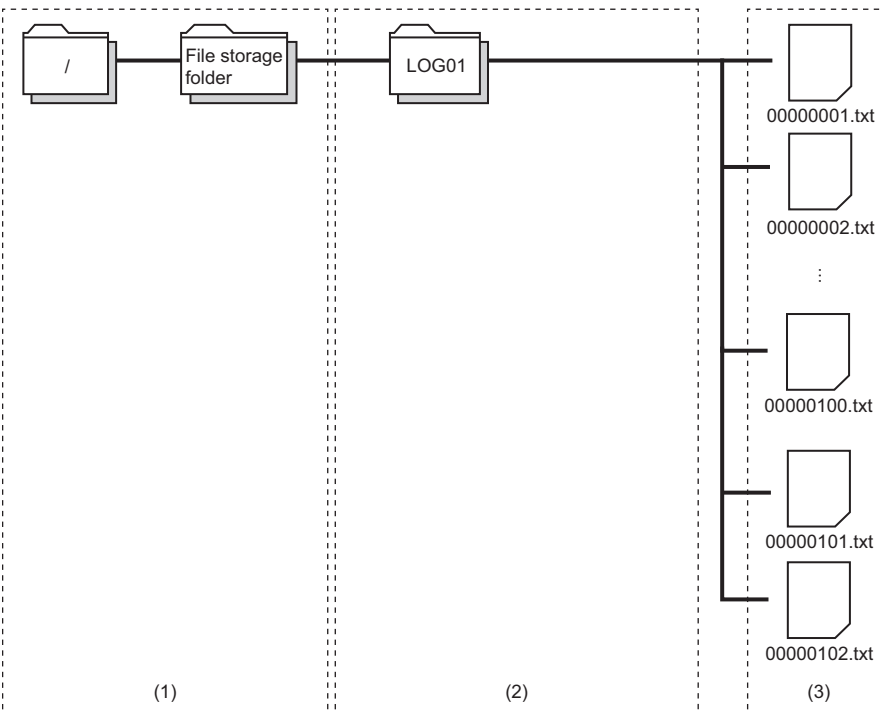 /
File storage
folder
LOG01
00000001.txt
00000002.txt
⋮
00000100.txt
00000101.txt
00000102.txt
(1)
(2)
(3)